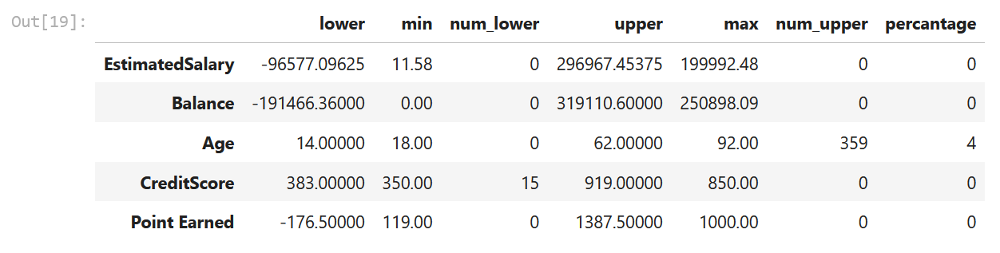 Out[19]:
lower min num_lower upper max num_upper percantage
EstimatedSalary -96577.09625 11.58 0 296967.45375 199992.48 0 0
Balance -191466.36000 0.00 0 319110.60000 250898.09 0 0
Age 14.00000 18.00 0 62.00000 92.00 359 4
CreditScore 383.00000 350.00 15 919.00000 850.00 0 0
Point Earned -176.50000 119.00 0 1387.50000 1000.00 0 0